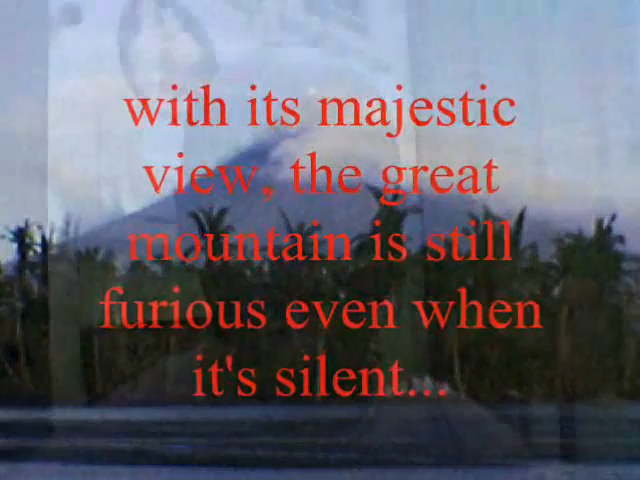 with its majestic
view, the great
mountain is still
furious even when
it's silent...